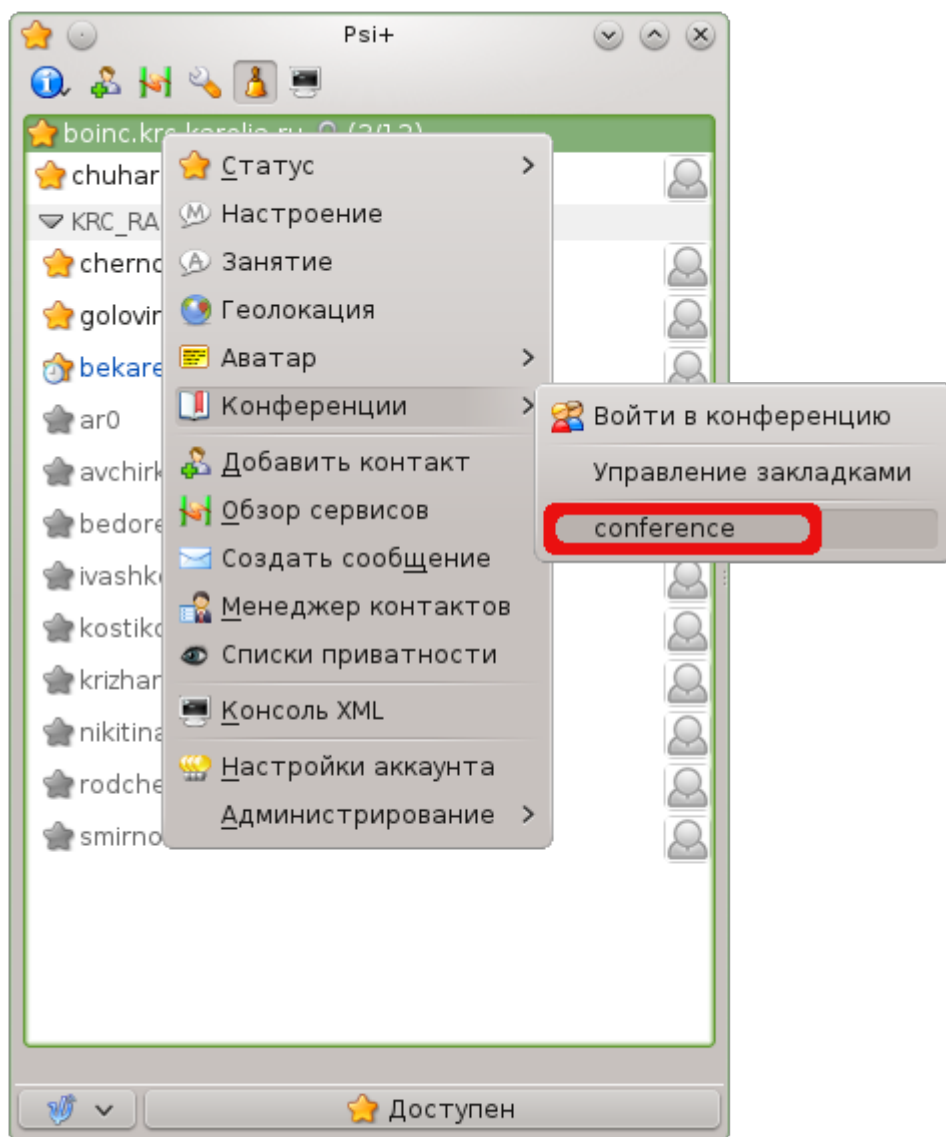 Psi+
boinc.krc.karelia.ru (3/12)
chuhar
Статус
KRC_RA
Настроение
cherno
Занятие
golovin
Геолокация
bekare
Аватар
ar0
Конференции
Войти в конференцию
avchirk
Добавить контакт
Управление закладками
bedore
Обзор сервисов
conference
ivashk
Создать сообщение
kostiko
Менеджер контактов
krizhan
Списки приватности
nikitina
Консоль XML
rodche
Настройки аккаунта
smirno
Администрирование
Доступен